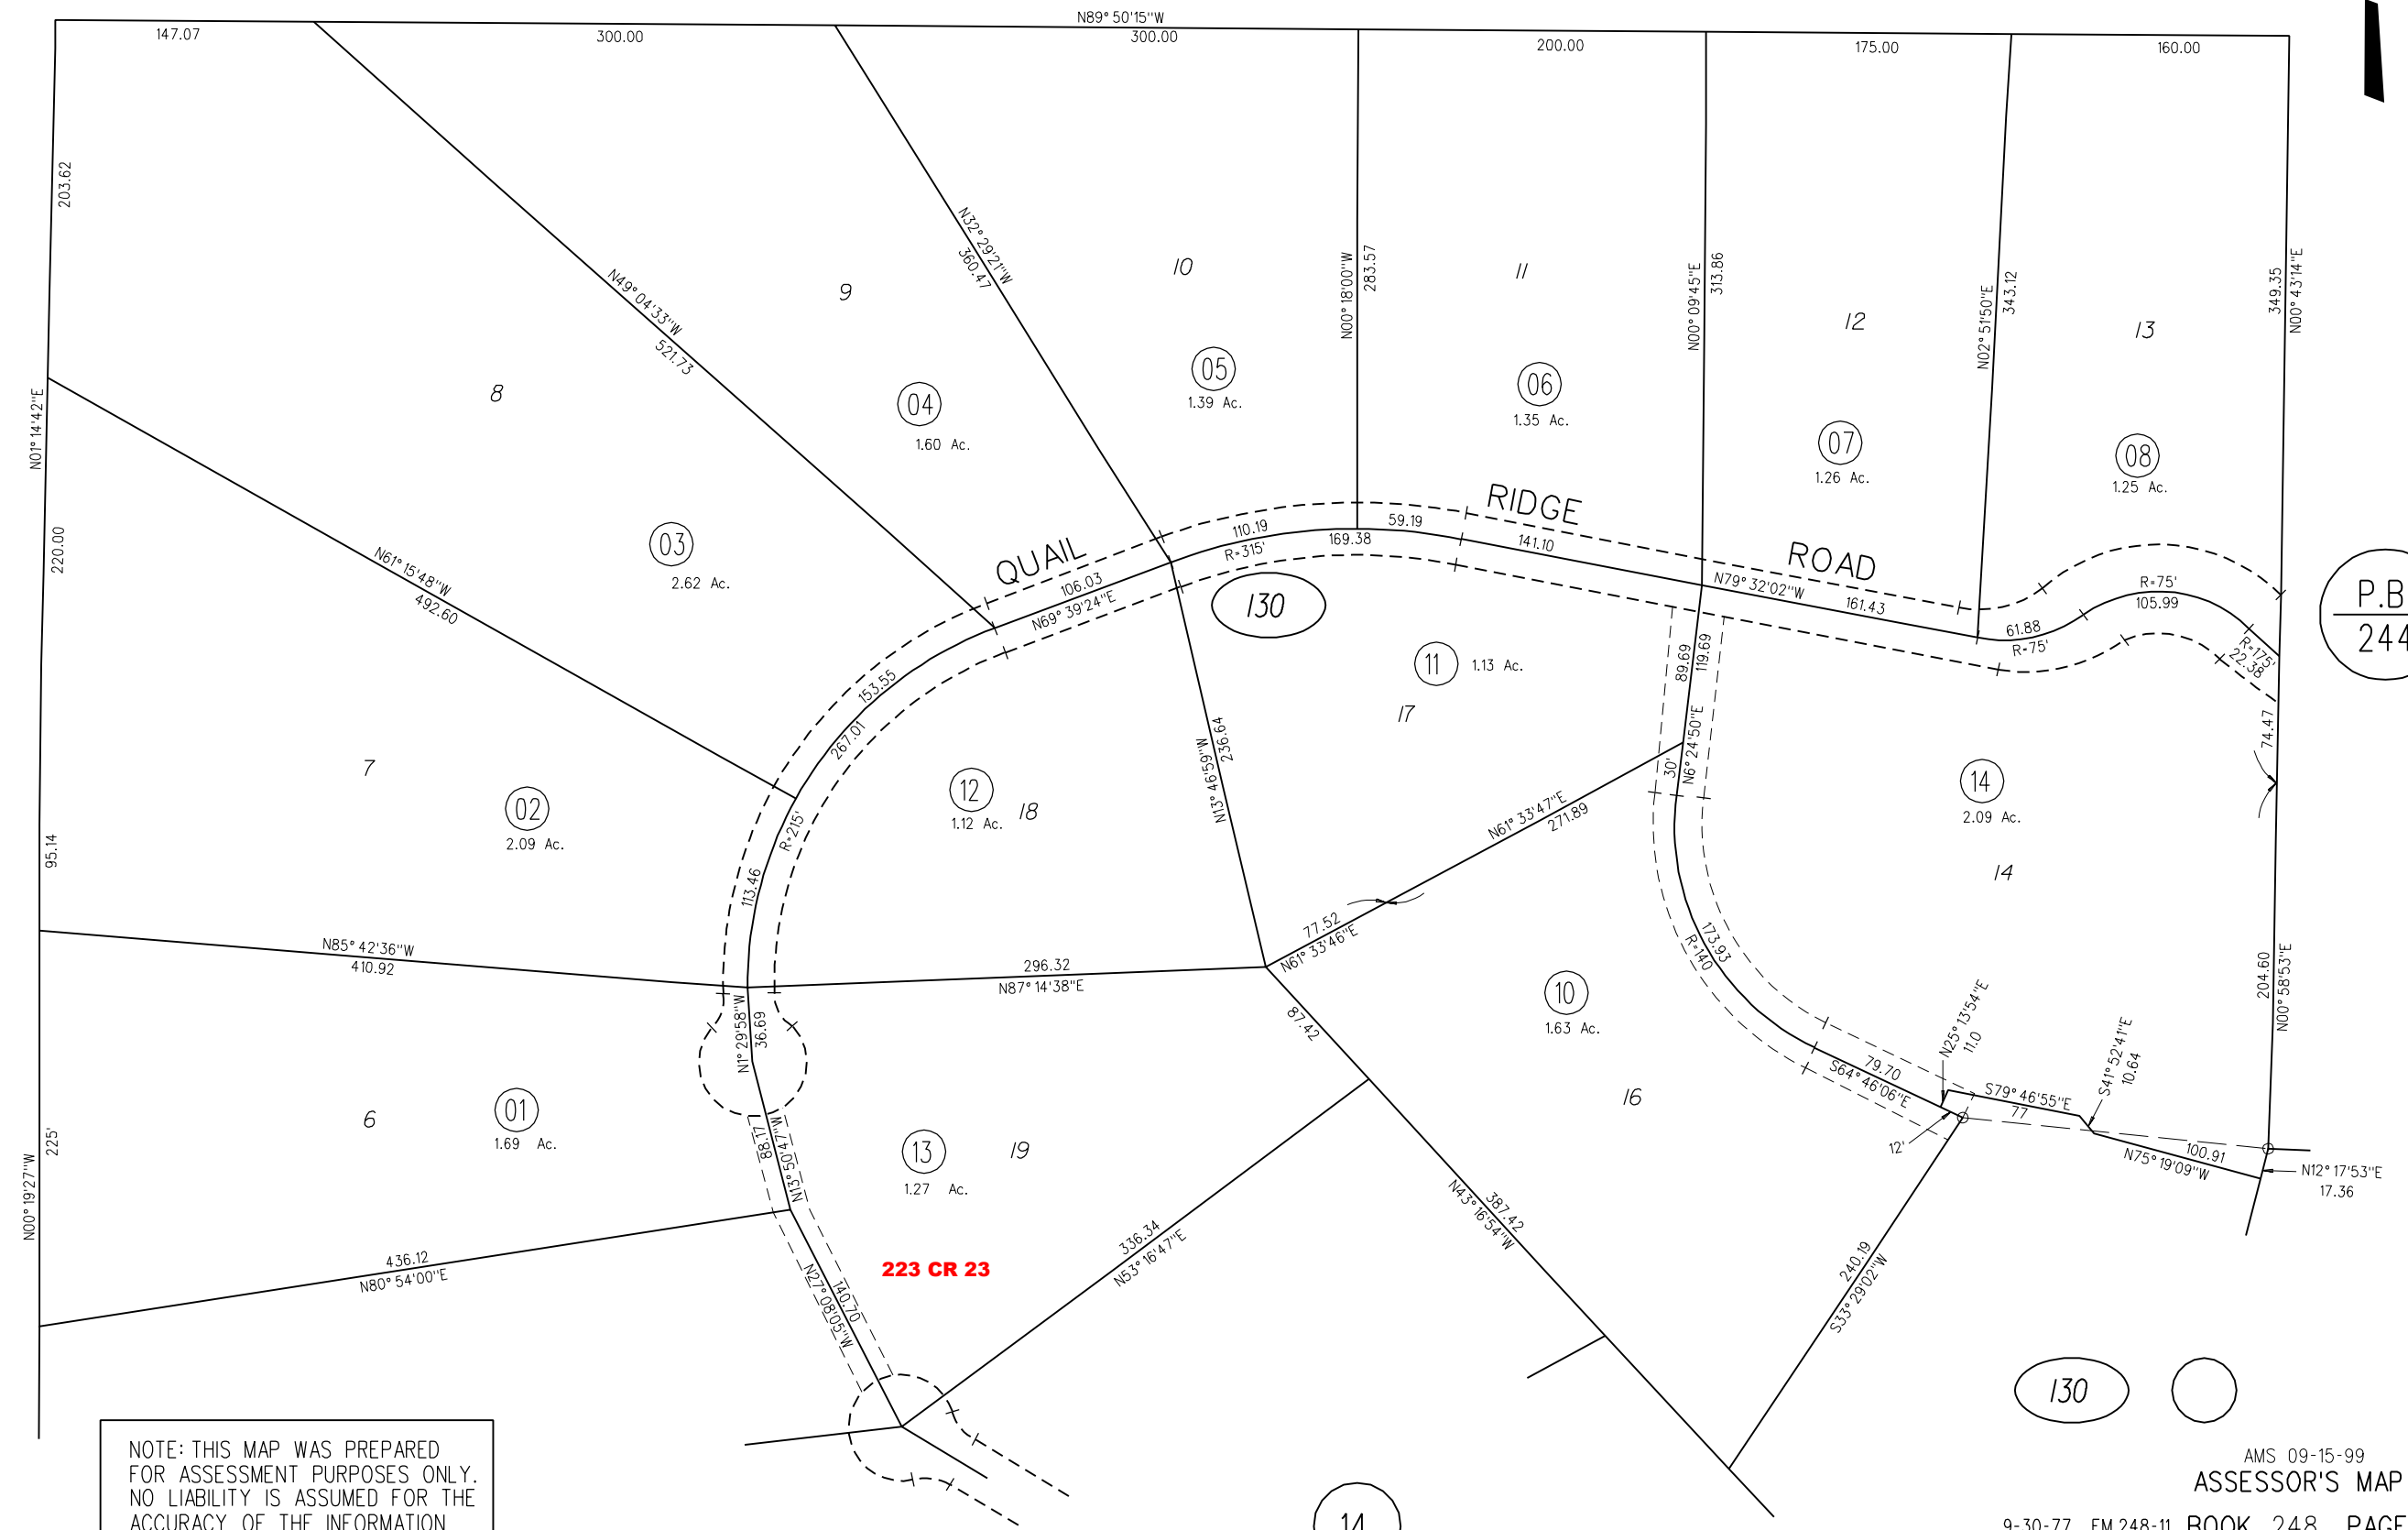 N89°50'15"W
147.07
300.00
300.00
200.00
175.00
160.00
203.62
N01°14'42"E
220.00
95.14
N00°19'27"W
225'
N49°04'33"W
521.73
N32°29'21"W
360.47
N00°18'00"W
283.57
N00°09'45"E
313.86
N02°51'50"E
343.12
349.35
N00°43'14"E
8
9
10
11
12
13
03
2.62 Ac.
04
1.60 Ac.
05
1.39 Ac.
06
1.35 Ac.
07
1.26 Ac.
08
1.25 Ac.
QUAIL
RIDGE
ROAD
N61°15'48"W
492.60
106.03
N69°39'24"E
110.19
R=315'
169.38
59.19
141.10
N79°32'02"W
161.43
61.88
R=75'
R=75'
105.99
R=175'
22.38
P.B
244
130
153.55
267.01
R=215'
113.46
7
02
2.09 Ac.
12
1.12 Ac.
18
N13°46'59"W
236.64
11
1.13 Ac.
17
89.69
119.69
30'
N6°24'50"E
74.47
14
2.09 Ac.
14
N61°33'47"E
271.89
77.52
N61°33'46"E
N85°42'36"W
410.92
296.32
N87°14'38"E
87.42
10
1.63 Ac.
16
173.93
R=140
204.60
N00°58'53"E
N1°29'58"W
36.69
6
01
1.69 Ac.
88.17
N13°50'47"W
13
1.27 Ac.
19
79.70
S64°46'06"E
N25°13'54"E
11.0
S79°46'55"E
77
S41°52'41"E
10.64
12'
100.91
N75°19'09"W
N12°17'53"E
17.36
436.12
N80°54'00"E
N27°08'05"W
140.70
223 CR 23
336.34
N53°16'47"E
387.42
N43°16'54"W
240.19
S33°29'02"W
130
NOTE: THIS MAP WAS PREPARED
FOR ASSESSMENT PURPOSES ONLY.
NO LIABILITY IS ASSUMED FOR THE
ACCURACY OF THE INFORMATION
14
AMS 09-15-99
ASSESSOR'S MAP
9-30-77 FM 248-11 BOOK 248 PAGE